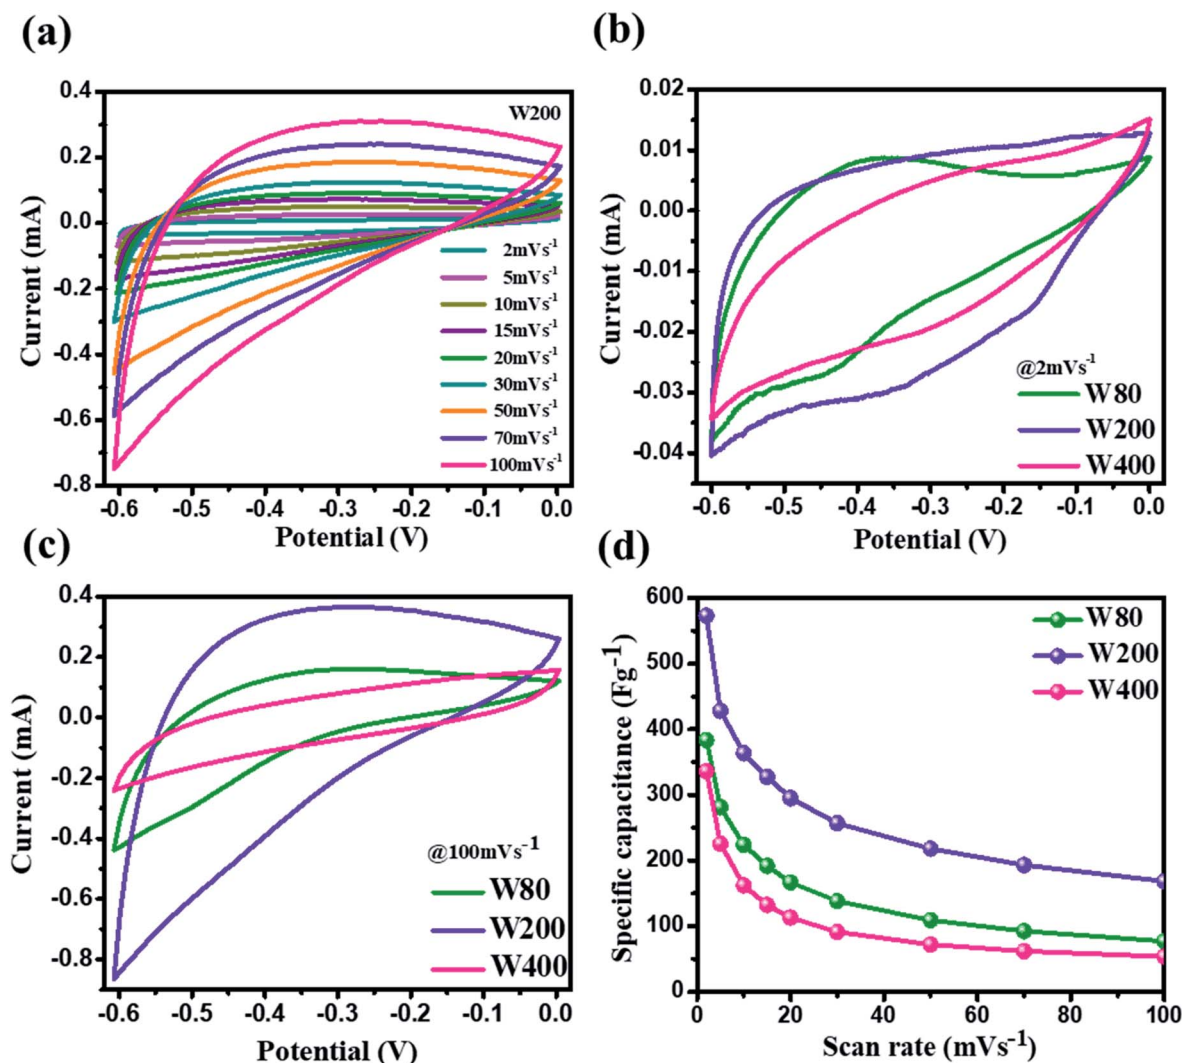 (a)
W200
0.4
0.2
0.0
-0.2
-0.4
-0.6
-0.8
Current (mA)
2mVs⁻¹
5mVs⁻¹
10mVs⁻¹
15mVs⁻¹
20mVs⁻¹
30mVs⁻¹
50mVs⁻¹
70mVs⁻¹
100mVs⁻¹
-0.6 -0.5 -0.4 -0.3 -0.2 -0.1 0.0
Potential (V)
(b)
0.02
0.01
0.00
-0.01
-0.02
-0.03
-0.04
Current (mA)
@2mVs⁻¹
W80
W200
W400
-0.6 -0.5 -0.4 -0.3 -0.2 -0.1 0.0
Potential (V)
(c)
0.4
0.2
0.0
-0.2
-0.4
-0.6
-0.8
Current (mA)
@100mVs⁻¹
W80
W200
W400
-0.6 -0.5 -0.4 -0.3 -0.2 -0.1 0.0
Potential (V)
(d)
600
500
400
300
200
100
0
Specific capacitance (Fg⁻¹)
W80
W200
W400
0 20 40 60 80 100
Scan rate (mVs⁻¹)